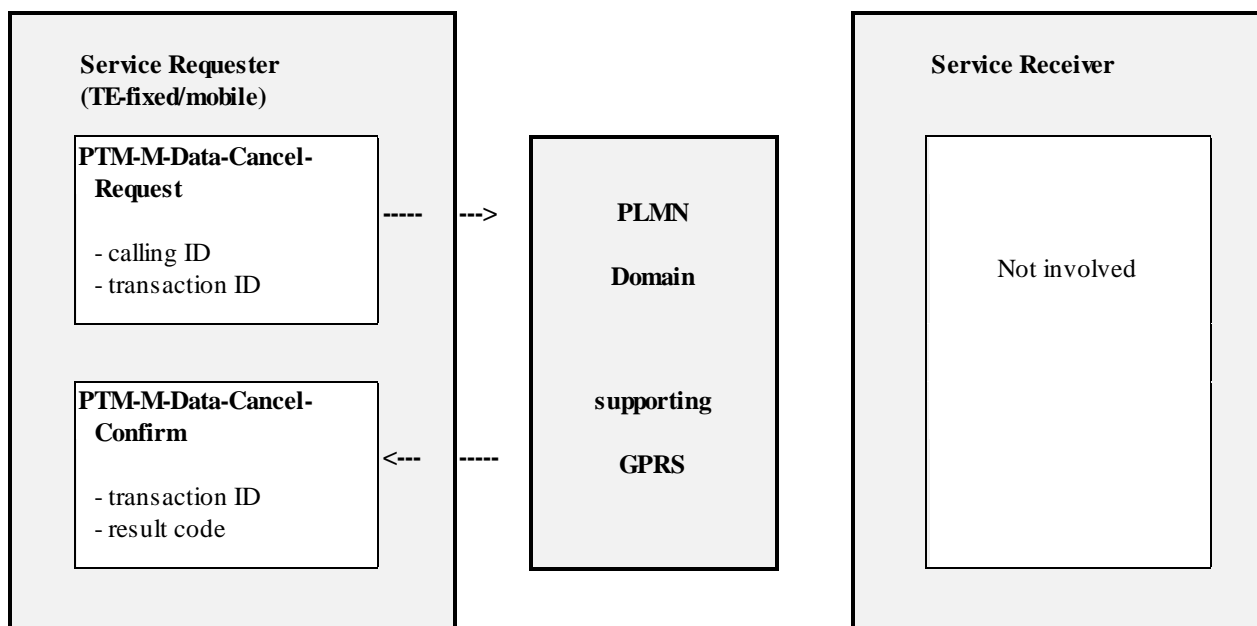 Service Requester
(TE-fixed/mobile)
PTM-M-Data-Cancel-
Request
- calling ID
- transaction ID
----- --->
PTM-M-Data-Cancel-
Confirm
<--- -----
- transaction ID
- result code
PLMN
Domain
supporting
GPRS
Service Receiver
Not involved